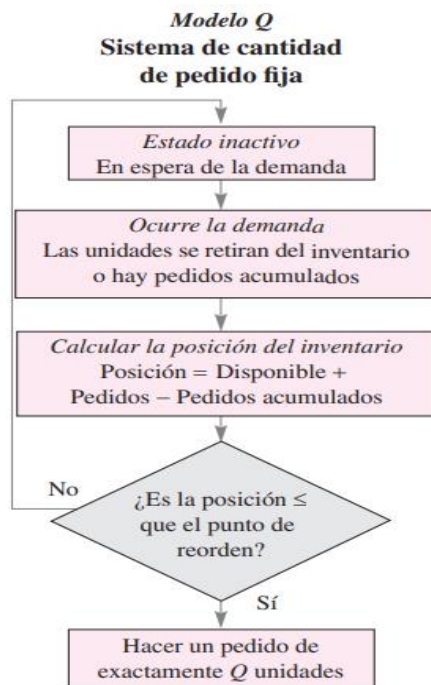 Modelo Q
Sistema de cantidad
de pedido fija
Estado inactivo
En espera de la demanda
Ocurre la demanda
Las unidades se retiran del inventario
o hay pedidos acumulados
Calcular la posición del inventario
Posición = Disponible +
Pedidos − Pedidos acumulados
No
¿Es la posición ≤
que el punto de
reorden?
Sí
Hacer un pedido de
exactamente Q unidades